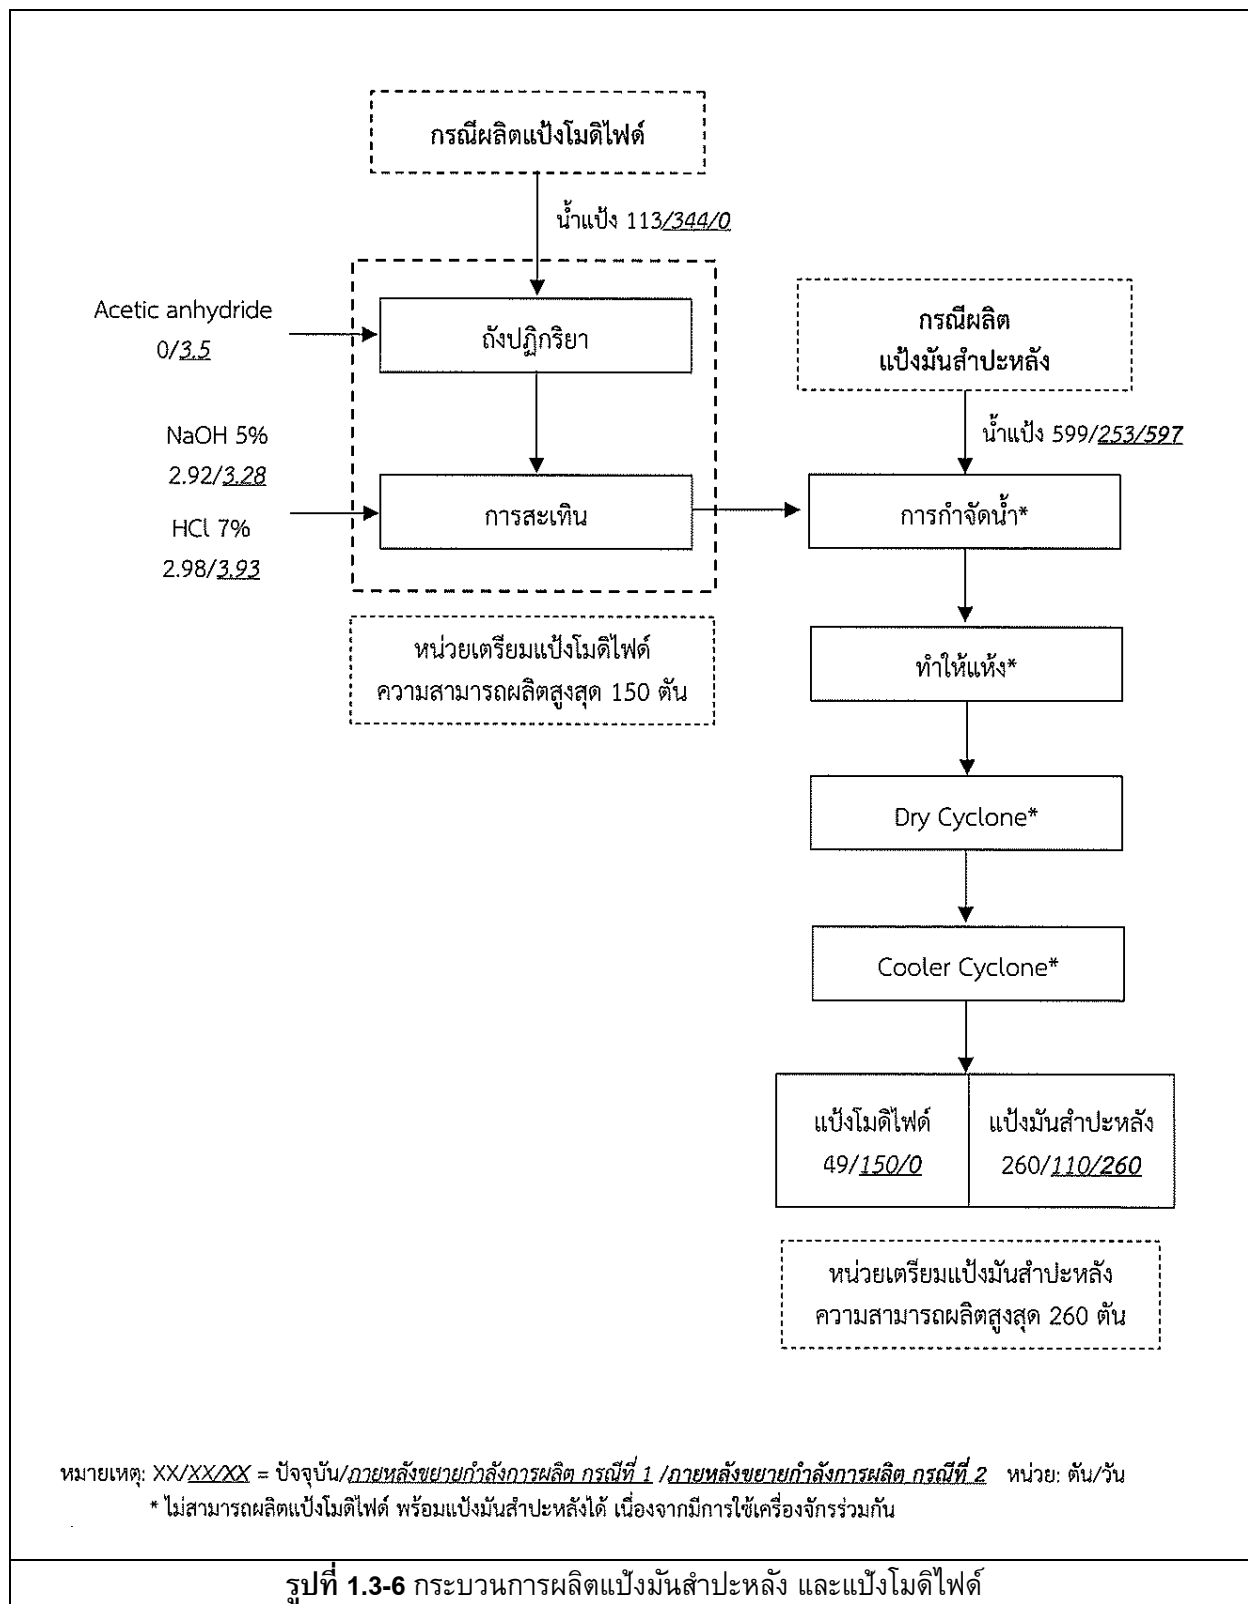 กรณีผลิตแป้งโมดิไฟด์
น้ำแป้ง 113/344/0
Acetic anhydride
0/3.5
ถังปฏิกริยา
กรณีผลิต
แป้งมันสำปะหลัง
น้ำแป้ง 599/253/597
NaOH 5%
2.92/3.28
HCl 7%
2.98/3.93
การสะเทิน
การกำจัดน้ำ*
หน่วยเตรียมแป้งโมดิไฟด์
ความสามารถผลิตสูงสุด 150 ตัน
ทำให้แห้ง*
Dry Cyclone*
Cooler Cyclone*
แป้งโมดิไฟด์
49/150/0
แป้งมันสำปะหลัง
260/110/260
หน่วยเตรียมแป้งมันสำปะหลัง
ความสามารถผลิตสูงสุด 260 ตัน
หมายเหตุ: XX/XX/XX = ปัจจุบัน/ภายหลังขยายกำลังการผลิต กรณีที่ 1 /ภายหลังขยายกำลังการผลิต กรณีที่ 2 หน่วย: ตัน/วัน
* ไม่สามารถผลิตแป้งโมดิไฟด์ พร้อมแป้งมันสำปะหลังได้ เนื่องจากมีการใช้เครื่องจักรร่วมกัน
รูปที่ 1.3-6 กระบวนการผลิตแป้งมันสำปะหลัง และแป้งโมดิไฟด์